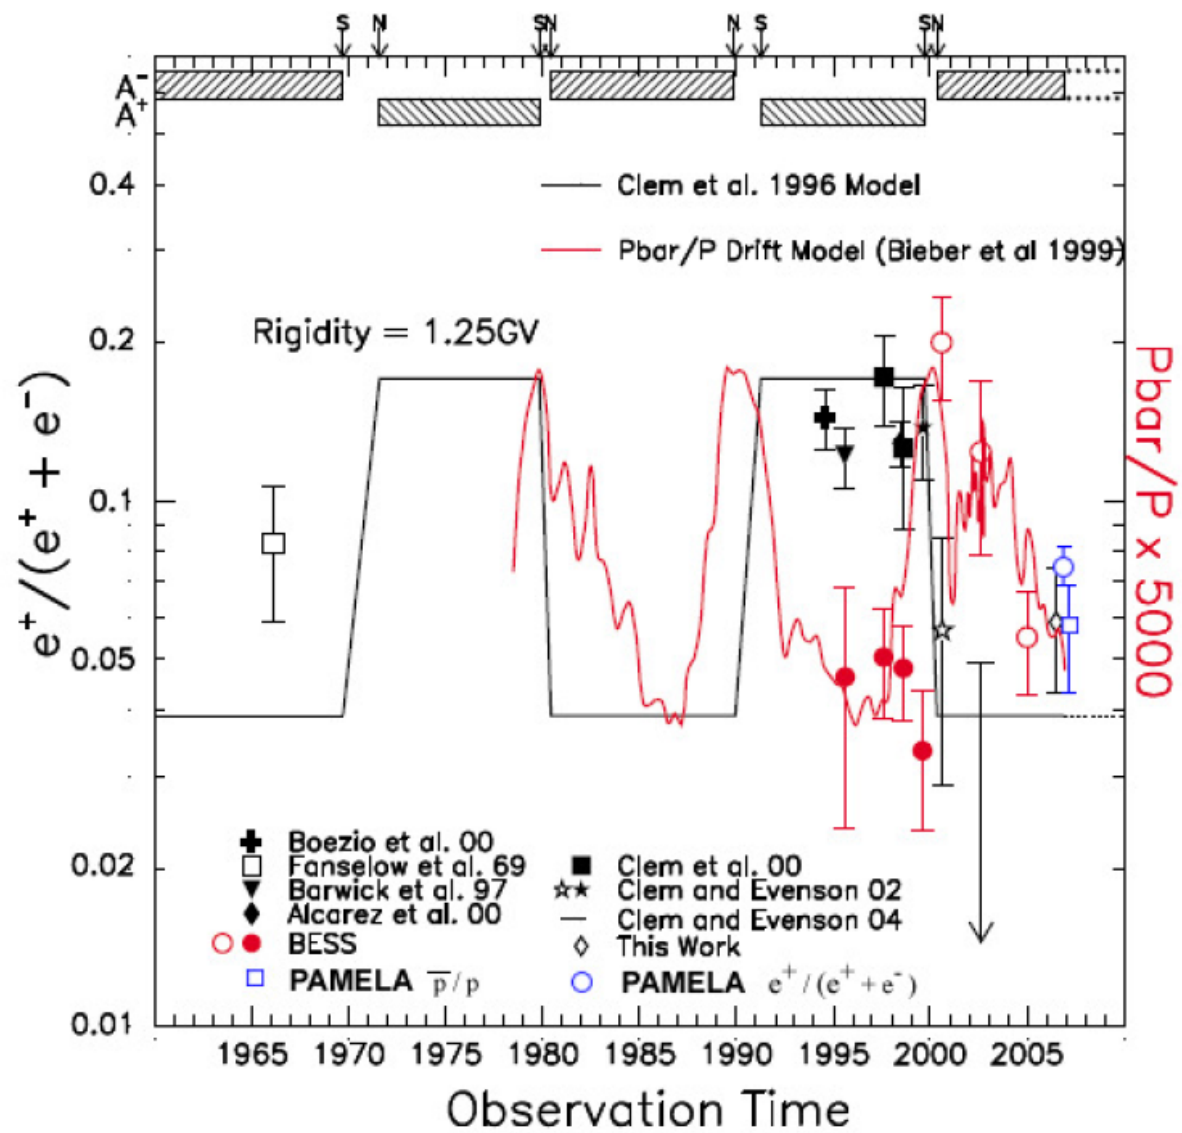 S N SN N S SN
A⁻
A⁺
0.4
Clem et al. 1996 Model
0.3
Pbar/P Drift Model (Bieber et al 1999)
Rigidity = 1.25GV
0.2
e⁺/(e⁺ + e⁻)
Pbar/P x 5000
0.1
0.05
Boezio et al. 00
Fanselow et al. 69
Barwick et al. 97
Alcarez et al. 00
BESS
PAMELA p̅/p
Clem et al. 00
Clem and Evenson 02
Clem and Evenson 04
This Work
PAMELA e⁺/(e⁺+e⁻)
0.02
0.01
1965 1970 1975 1980 1985 1990 1995 2000 2005
Observation Time